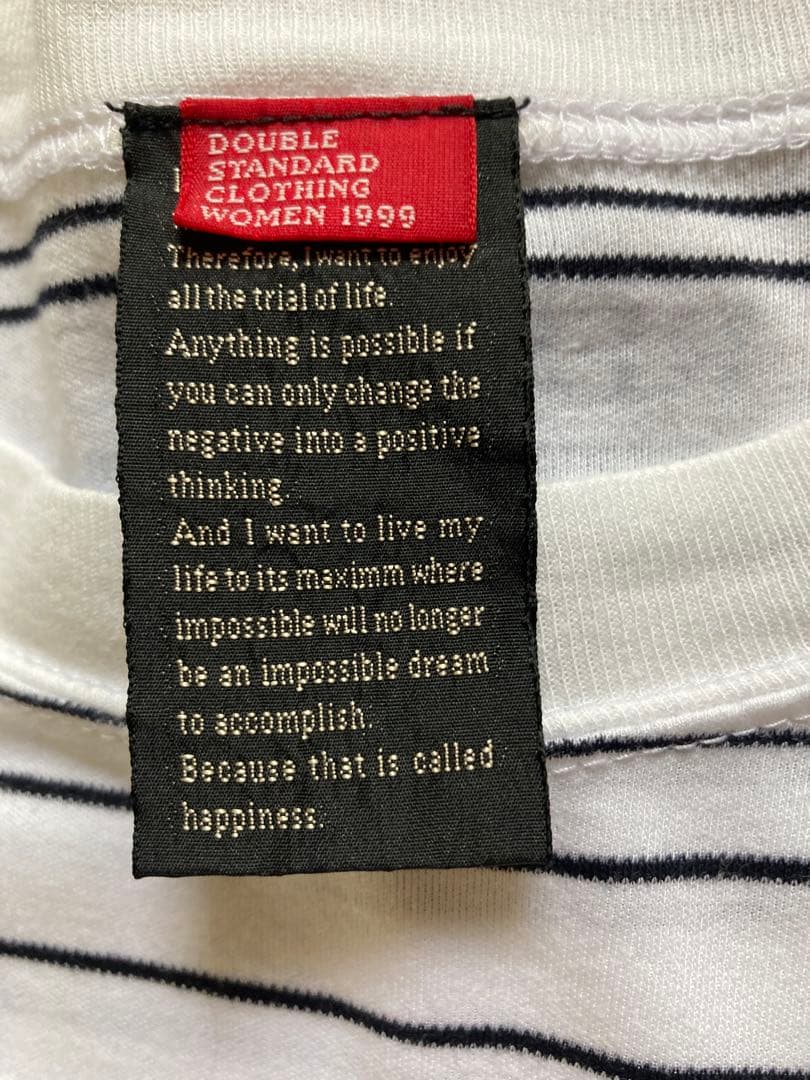 DOUBLE
STANDARD
CLOTHING
WOMEN 1999
Therefore, I want to enjoy
all the trial of life.
Anything is possible if
you can only change the
negative into a positive
thinking.
And I want to live my
life to its maximm where
impossible will no longer
be an impossible dream
to accomplish.
Because that is called
happiness.